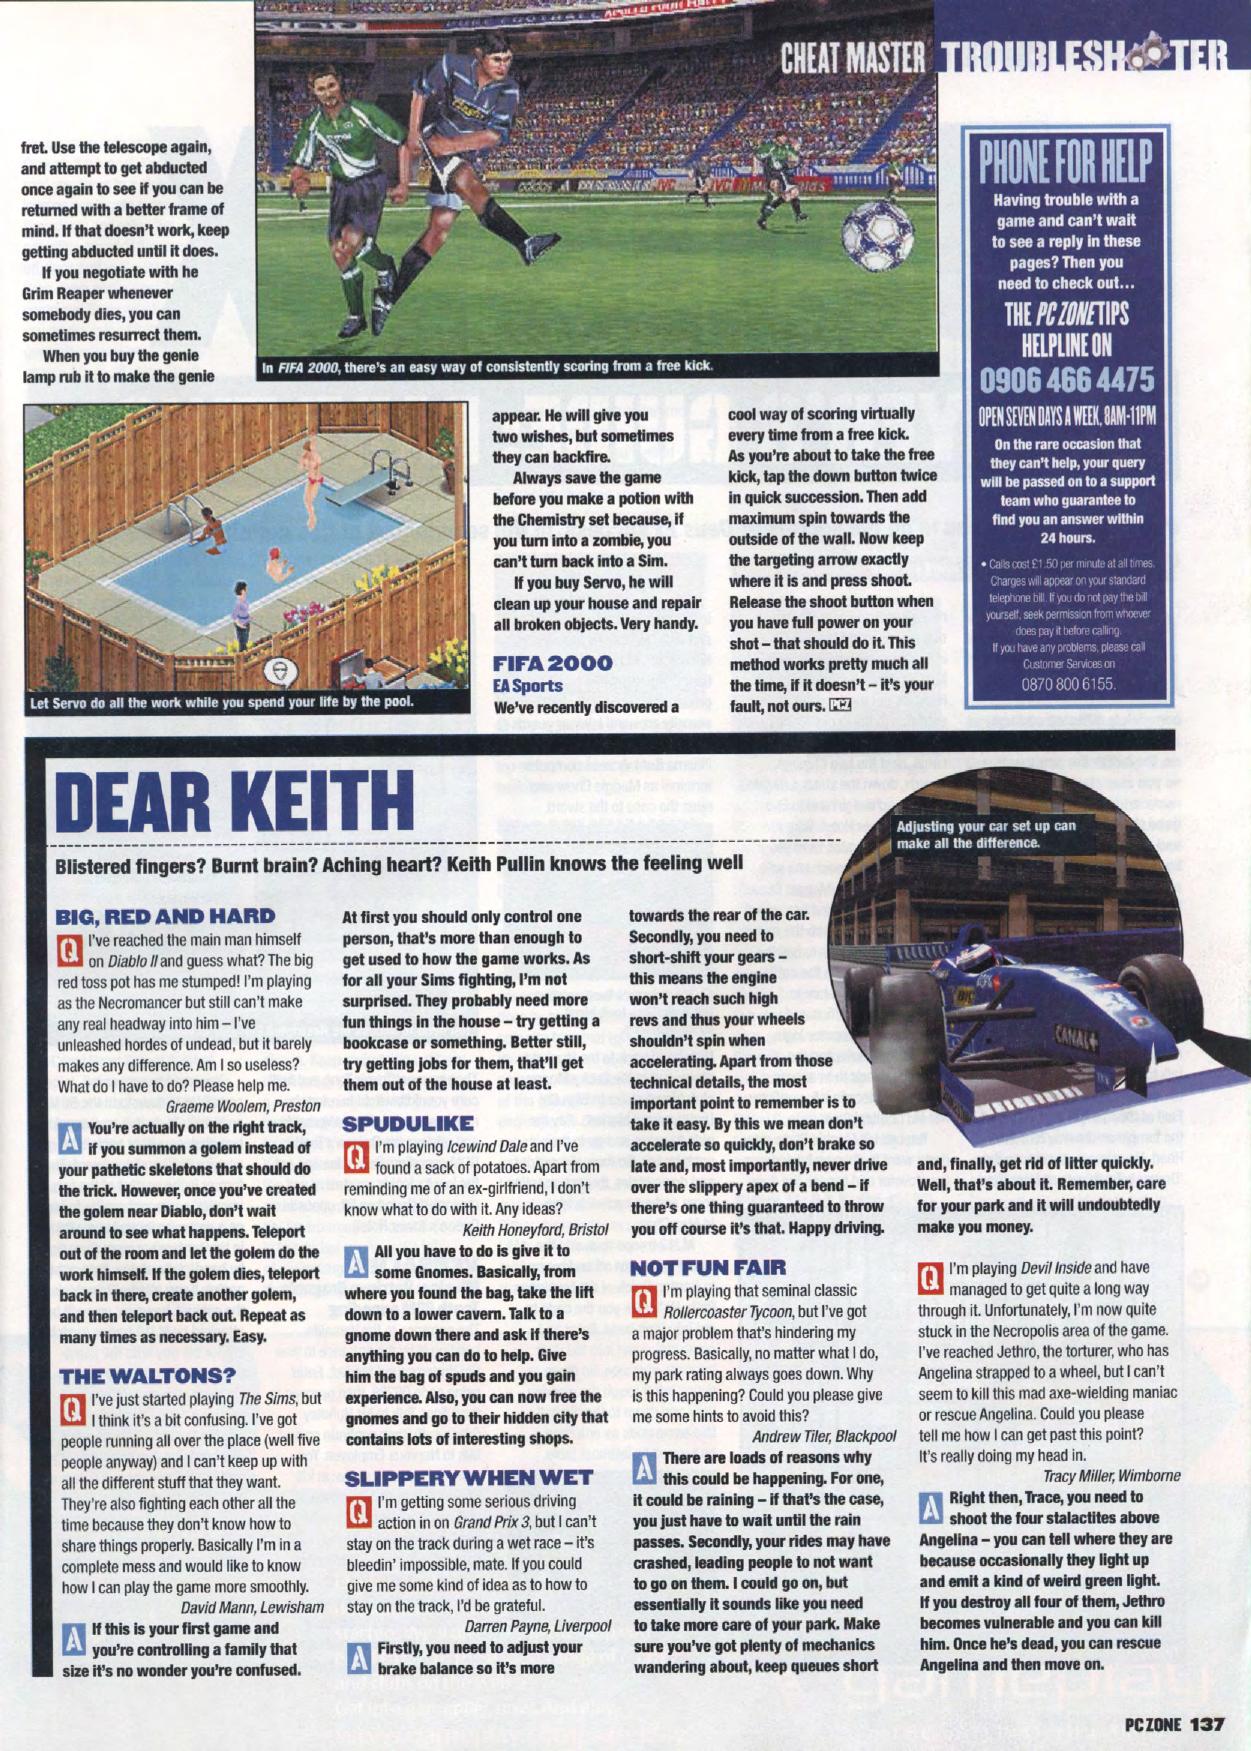 CHEAT MASTER TROUBLESHOOTER
fret. Use the telescope again,
and attempt to get abducted
once again to see if you can be
returned with a better frame of
mind. If that doesn't work, keep
getting abducted until it does.
If you negotiate with he
Grim Reaper whenever
somebody dies, you can
sometimes resurrect them.
When you buy the genie
lamp rub it to make the genie
In FIFA 2000, there's an easy way of consistently scoring from a free kick.
Let Servo do all the work while you spend your life by the pool.
appear. He will give you
two wishes, but sometimes
they can backfire.
Always save the game
before you make a potion with
the Chemistry set because, if
you turn into a zombie, you
can't turn back into a Sim.
If you buy Servo, he will
clean up your house and repair
all broken objects. Very handy.
FIFA 2000
EA Sports
We've recently discovered a
cool way of scoring virtually
every time from a free kick.
As you're about to take the free
kick, tap the down button twice
in quick succession. Then add
maximum spin towards the
outside of the wall. Now keep
the targeting arrow exactly
where it is and press shoot.
Release the shoot button when
you have full power on your
shot – that should do it. This
method works pretty much all
the time, if it doesn't – it's your
fault, not ours. PCZ
PHONE FOR HELP
Having trouble with a
game and can't wait
to see a reply in these
pages? Then you
need to check out...
THE PC ZONE TIPS
HELPLINE ON
0906 466 4475
OPEN SEVEN DAYS A WEEK, 8AM-11PM
On the rare occasion that
they can't help, your query
will be passed on to a support
team who guarantee to
find you an answer within
24 hours.
• Calls cost £1.50 per minute at all times.
Charges will appear on your standard
telephone bill. If you do not pay the bill
yourself, seek permission from whoever
does pay it before calling.
If you have any problems, please call
Customer Services on
0870 800 6155.
DEAR KEITH
Blistered fingers? Burnt brain? Aching heart? Keith Pullin knows the feeling well
Adjusting your car set up can
make all the difference.
CANAL+
BIG, RED AND HARD
Q I've reached the main man himself
on Diablo II and guess what? The big
red toss pot has me stumped! I'm playing
as the Necromancer but still can't make
any real headway into him – I've
unleashed hordes of undead, but it barely
makes any difference. Am I so useless?
What do I have to do? Please help me.
Graeme Woolem, Preston
A You're actually on the right track,
if you summon a golem instead of
your pathetic skeletons that should do
the trick. However, once you've created
the golem near Diablo, don't wait
around to see what happens. Teleport
out of the room and let the golem do the
work himself. If the golem dies, teleport
back in there, create another golem,
and then teleport back out. Repeat as
many times as necessary. Easy.
THE WALTONS?
Q I've just started playing The Sims, but
I think it's a bit confusing. I've got
people running all over the place (well five
people anyway) and I can't keep up with
all the different stuff that they want.
They're also fighting each other all the
time because they don't know how to
share things properly. Basically I'm in a
complete mess and would like to know
how I can play the game more smoothly.
David Mann, Lewisham
A If this is your first game and
you're controlling a family that
size it's no wonder you're confused.
At first you should only control one
person, that's more than enough to
get used to how the game works. As
for all your Sims fighting, I'm not
surprised. They probably need more
fun things in the house – try getting a
bookcase or something. Better still,
try getting jobs for them, that'll get
them out of the house at least.
SPUDULIKE
Q I'm playing Icewind Dale and I've
found a sack of potatoes. Apart from
reminding me of an ex-girlfriend, I don't
know what to do with it. Any ideas?
Keith Honeyford, Bristol
A All you have to do is give it to
some Gnomes. Basically, from
where you found the bag, take the lift
down to a lower cavern. Talk to a
gnome down there and ask if there's
anything you can do to help. Give
him the bag of spuds and you gain
experience. Also, you can now free the
gnomes and go to their hidden city that
contains lots of interesting shops.
SLIPPERY WHEN WET
Q I'm getting some serious driving
action in on Grand Prix 3, but I can't
stay on the track during a wet race – it's
bleedin' impossible, mate. If you could
give me some kind of idea as to how to
stay on the track, I'd be grateful.
Darren Payne, Liverpool
A Firstly, you need to adjust your
brake balance so it's more
towards the rear of the car.
Secondly, you need to
short-shift your gears –
this means the engine
won't reach such high
revs and thus your wheels
shouldn't spin when
accelerating. Apart from those
technical details, the most
important point to remember is to
take it easy. By this we mean don't
accelerate so quickly, don't brake so
late and, most importantly, never drive
over the slippery apex of a bend – if
there's one thing guaranteed to throw
you off course it's that. Happy driving.
NOT FUN FAIR
Q I'm playing that seminal classic
Rollercoaster Tycoon, but I've got
a major problem that's hindering my
progress. Basically, no matter what I do,
my park rating always goes down. Why
is this happening? Could you please give
me some hints to avoid this?
Andrew Tiler, Blackpool
A There are loads of reasons why
this could be happening. For one,
it could be raining – if that's the case,
you just have to wait until the rain
passes. Secondly, your rides may have
crashed, leading people to not want
to go on them. I could go on, but
essentially it sounds like you need
to take more care of your park. Make
sure you've got plenty of mechanics
wandering about, keep queues short
and, finally, get rid of litter quickly.
Well, that's about it. Remember, care
for your park and it will undoubtedly
make you money.
Q I'm playing Devil Inside and have
managed to get quite a long way
through it. Unfortunately, I'm now quite
stuck in the Necropolis area of the game.
I've reached Jethro, the torturer, who has
Angelina strapped to a wheel, but I can't
seem to kill this mad axe-wielding maniac
or rescue Angelina. Could you please
tell me how I can get past this point?
It's really doing my head in.
Tracy Miller, Wimborne
A Right then, Trace, you need to
shoot the four stalactites above
Angelina – you can tell where they are
because occasionally they light up
and emit a kind of weird green light.
If you destroy all four of them, Jethro
becomes vulnerable and you can kill
him. Once he's dead, you can rescue
Angelina and then move on.
PC ZONE 137